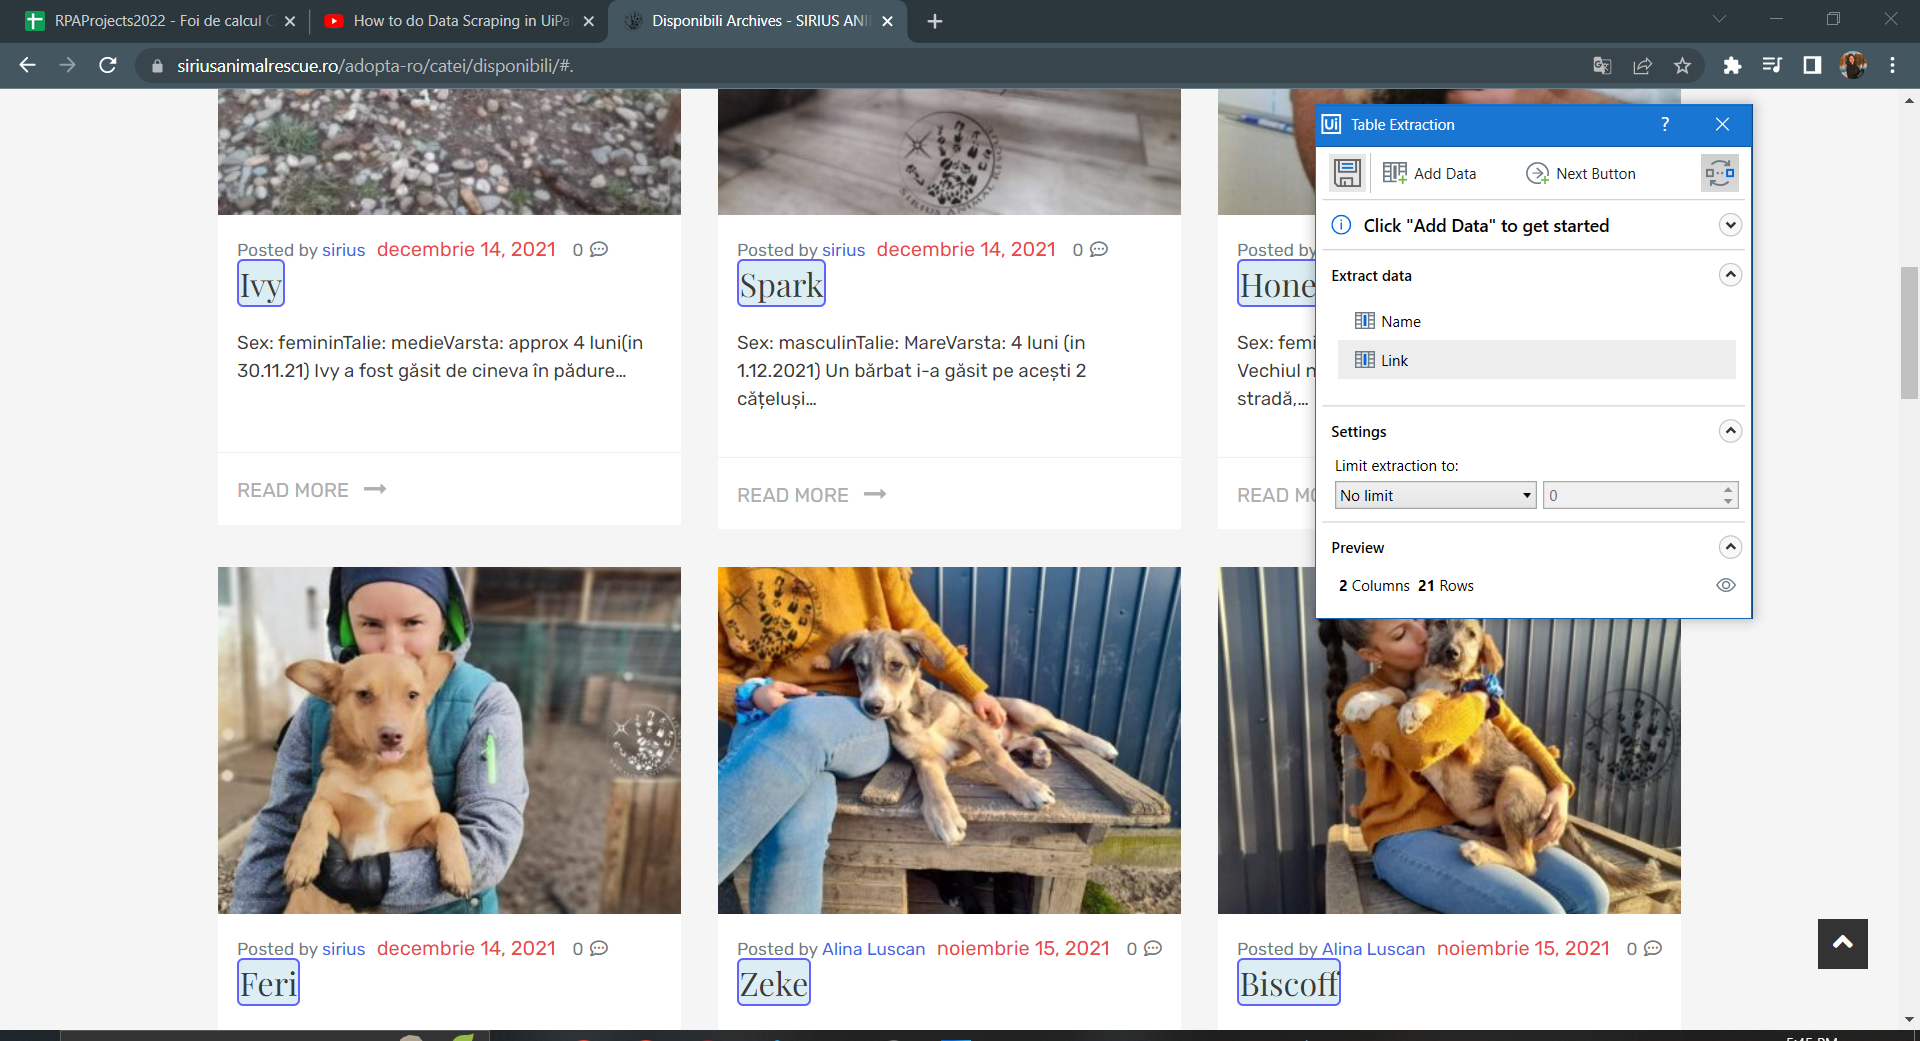 RPAProjects2022 - Foi de calcul G
How to do Data Scraping in UiPa
Disponibili Archives - SIRIUS ANI
siriusanimalrescue.ro/adopta-ro/catei/disponibili/#.
Posted by sirius decembrie 14, 2021 0
Ivy
Sex: femininTalie: medieVarsta: approx 4 luni(in
30.11.21) Ivy a fost găsit de cineva în pădure…
READ MORE
Posted by sirius decembrie 14, 2021 0
Spark
Sex: masculinTalie: MareVarsta: 4 luni (in
1.12.2021) Un bărbat i-a găsit pe acești 2
cățeluși…
READ MORE
Posted by
Hone
Sex: femi
Vechiul n
stradă,…
READ MO
Ui Table Extraction ?
Add Data Next Button
Click "Add Data" to get started
Extract data
Name
Link
Settings
Limit extraction to:
No limit 0
Preview
2 Columns 21 Rows
SIRIUS ANIMAL RESCUE
Posted by sirius decembrie 14, 2021 0
Feri
Posted by Alina Luscan noiembrie 15, 2021 0
Zeke
Posted by Alina Luscan noiembrie 15, 2021 0
Biscoff